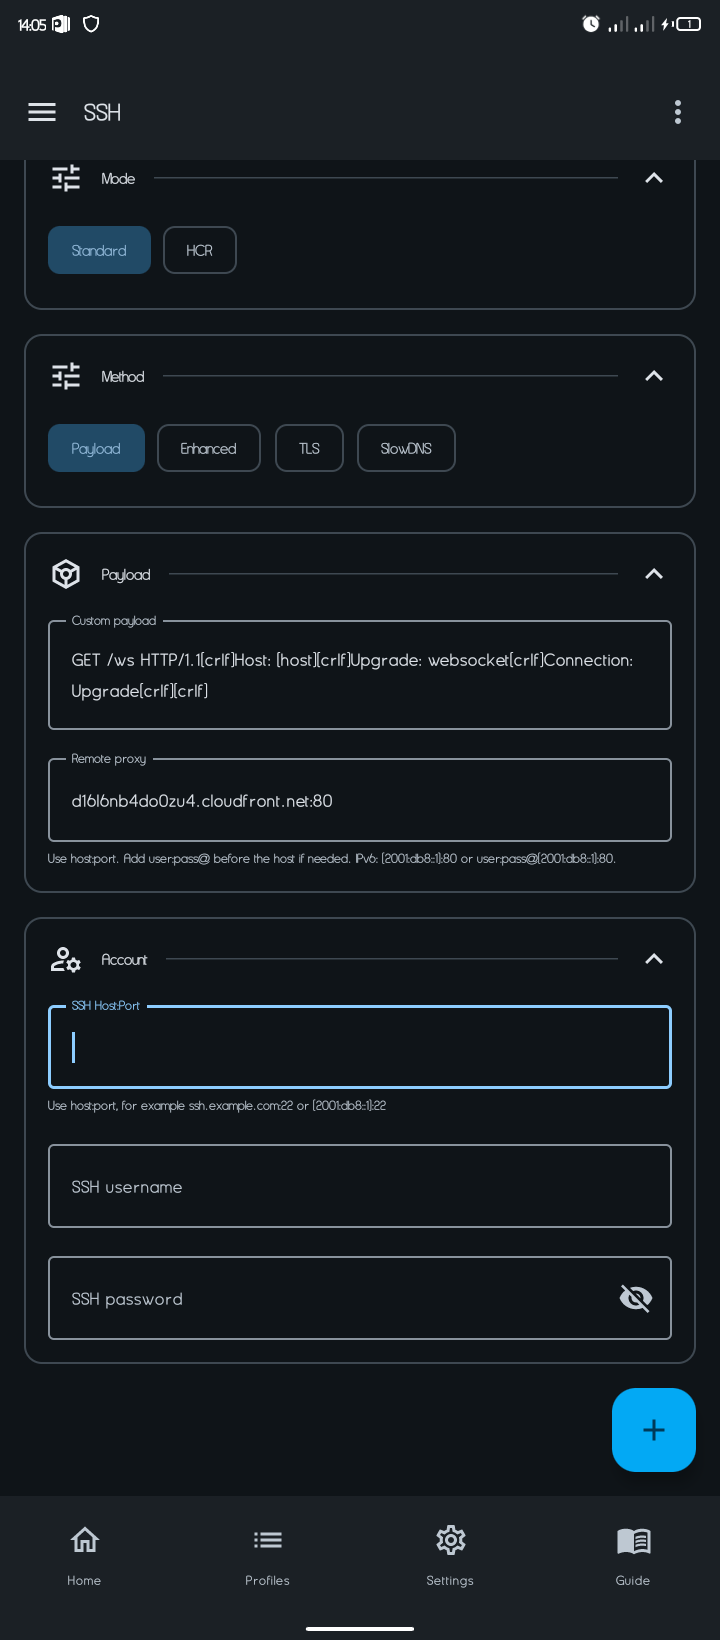 14:05
1
SSH
Mode
Standard
HCR
Method
Payload
Enhanced
TLS
SlowDNS
Payload
Custom payload
GET /ws HTTP/1.1[crlf]Host: [host][crlf]Upgrade: websocket[crlf]Connection:
Upgrade[crlf][crlf]
Remote proxy
d16l6nb4do0zu4.cloudfront.net:80
Use host:port. Add user:pass@ before the host if needed. IPv6: [2001:db8::1]:80 or user:pass@[2001:db8::1]:80.
Account
SSH Host:Port
Use host:port, for example ssh.example.com:22 or [2001:db8::1]:22
SSH username
SSH password
Home
Profiles
Settings
Guide